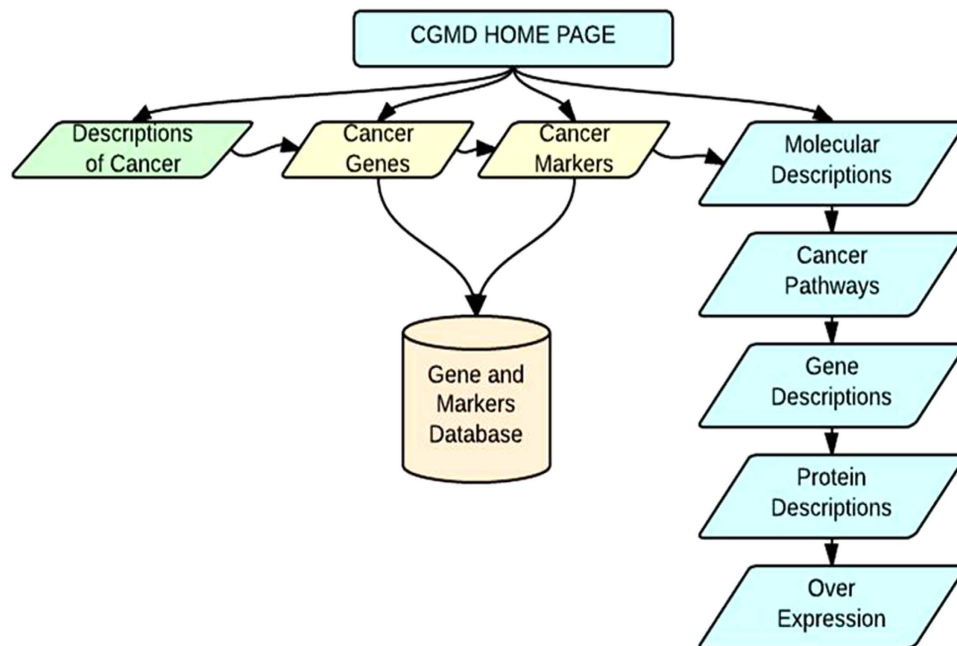 CGMD HOME PAGE
Descriptions
of Cancer
Cancer
Genes
Cancer
Markers
Molecular
Descriptions
Cancer
Pathways
Gene and
Markers
Database
Gene
Descriptions
Protein
Descriptions
Over
Expression